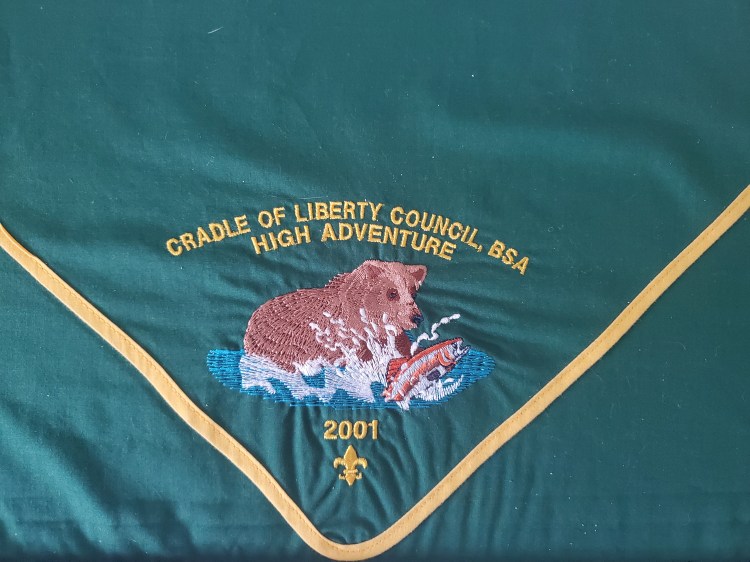 CRADLE OF LIBERTY COUNCIL, BSA
HIGH ADVENTURE
2001